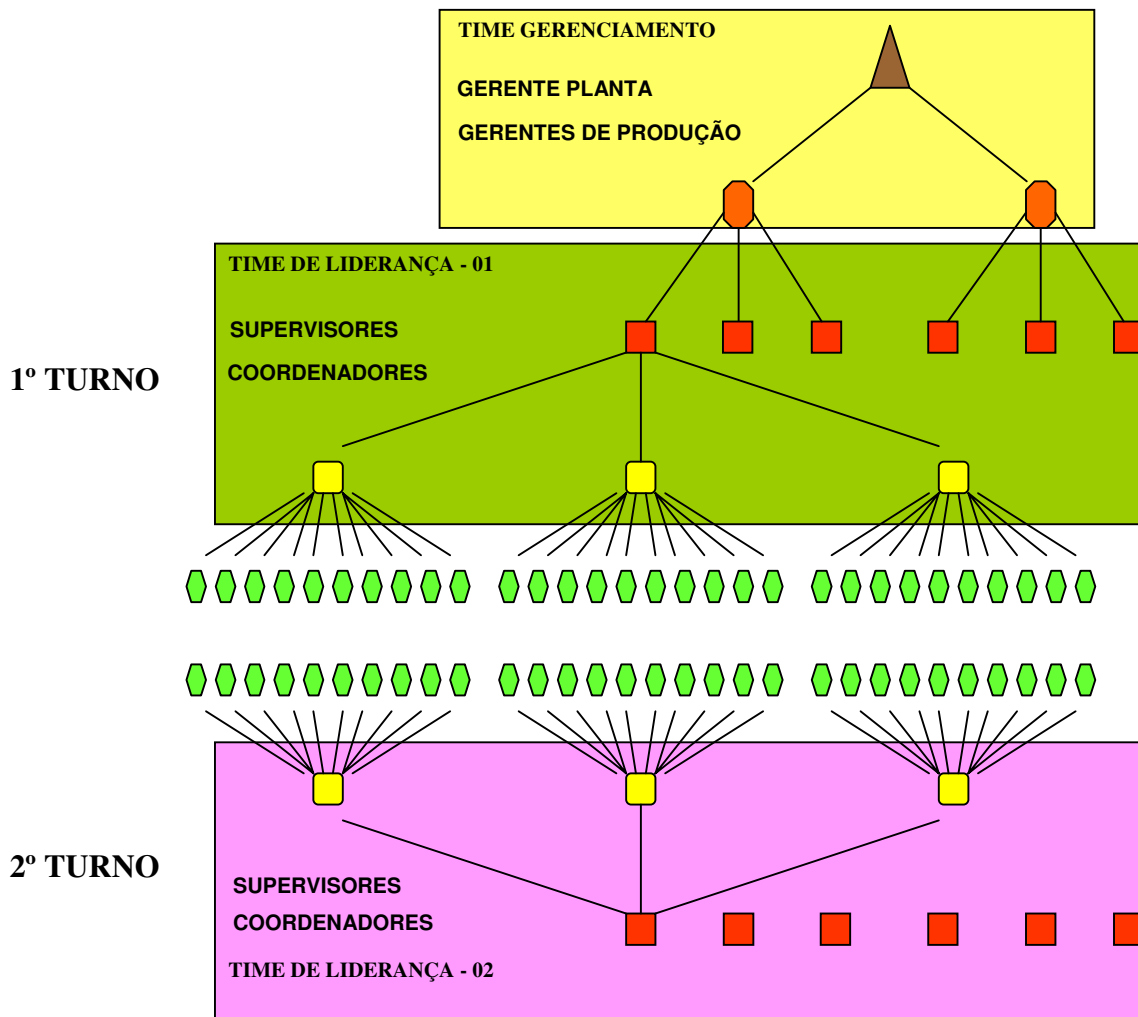 TIME GERENCIAMENTO
GERENTE PLANTA
GERENTES DE PRODUÇÃO
TIME DE LIDERANÇA - 01
SUPERVISORES
COORDENADORES
1º TURNO
2º TURNO
SUPERVISORES
COORDENADORES
TIME DE LIDERANÇA - 02